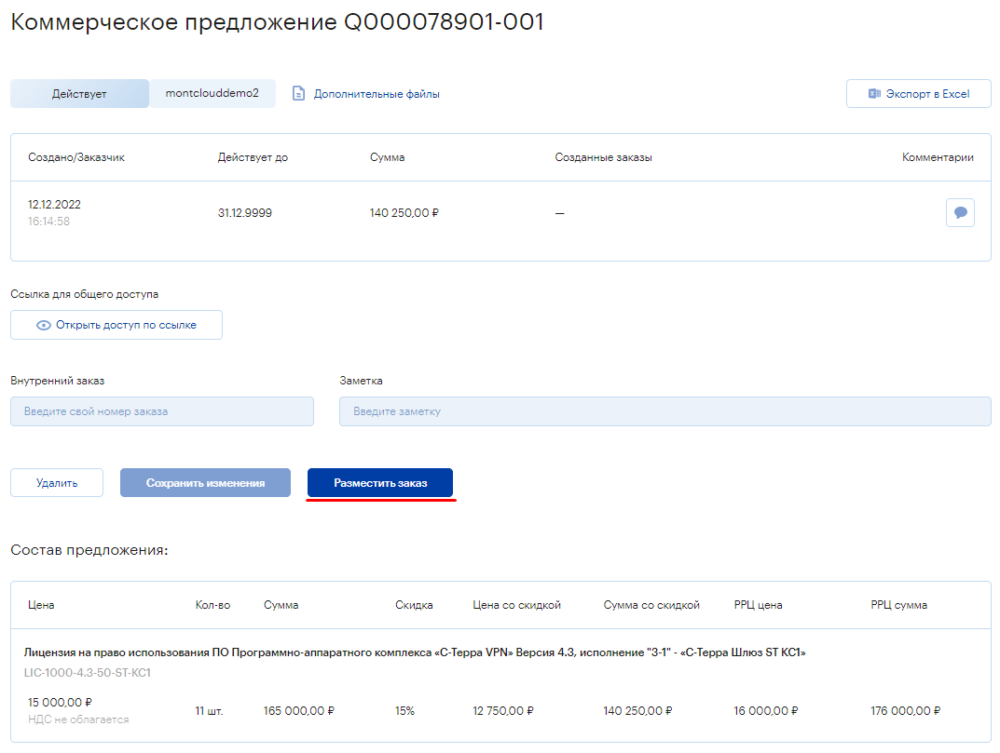 Коммерческое предложение Q000078901-001
Действует montclouddemo2 Дополнительные файлы Экспорт в Excel
Создано/Заказчик Действует до Сумма Созданные заказы Комментарии
12.12.2022
16:14:58 31.12.9999 140 250,00 ₽ —
Ссылка для общего доступа
Открыть доступ по ссылке
Внутренний заказ Заметка
Введите свой номер заказа Введите заметку
Удалить Сохранить изменения Разместить заказ
Состав предложения:
Цена Кол-во Сумма Скидка Цена со скидкой Сумма со скидкой РРЦ цена РРЦ сумма
Лицензия на право использования ПО Программно-аппаратного комплекса «С-Терра VPN» Версия 4.3, исполнение "3-1" - «С-Терра Шлюз ST КС1»
LIC-1000-4.3-50-ST-KC1
15 000,00 ₽ 11 шт. 165 000,00 ₽ 15% 12 750,00 ₽ 140 250,00 ₽ 16 000,00 ₽ 176 000,00 ₽
НДС не облагается